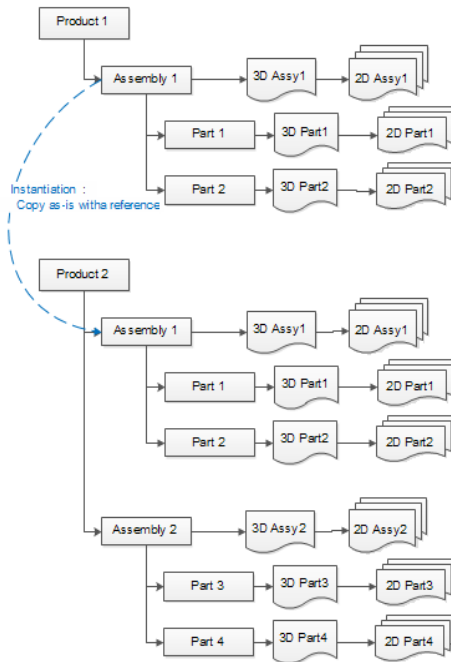 Product 1
Assembly 1
3D Assy1
2D Assy1
Part 1
3D Part1
2D Part1
Part 2
3D Part2
2D Part2
Instantiation :
Copy as-is witha reference
Product 2
Assembly 1
3D Assy1
2D Assy1
Part 1
3D Part1
2D Part1
Part 2
3D Part2
2D Part2
Assembly 2
3D Assy2
2D Assy2
Part 3
3D Part3
2D Part3
Part 4
3D Part4
2D Part4